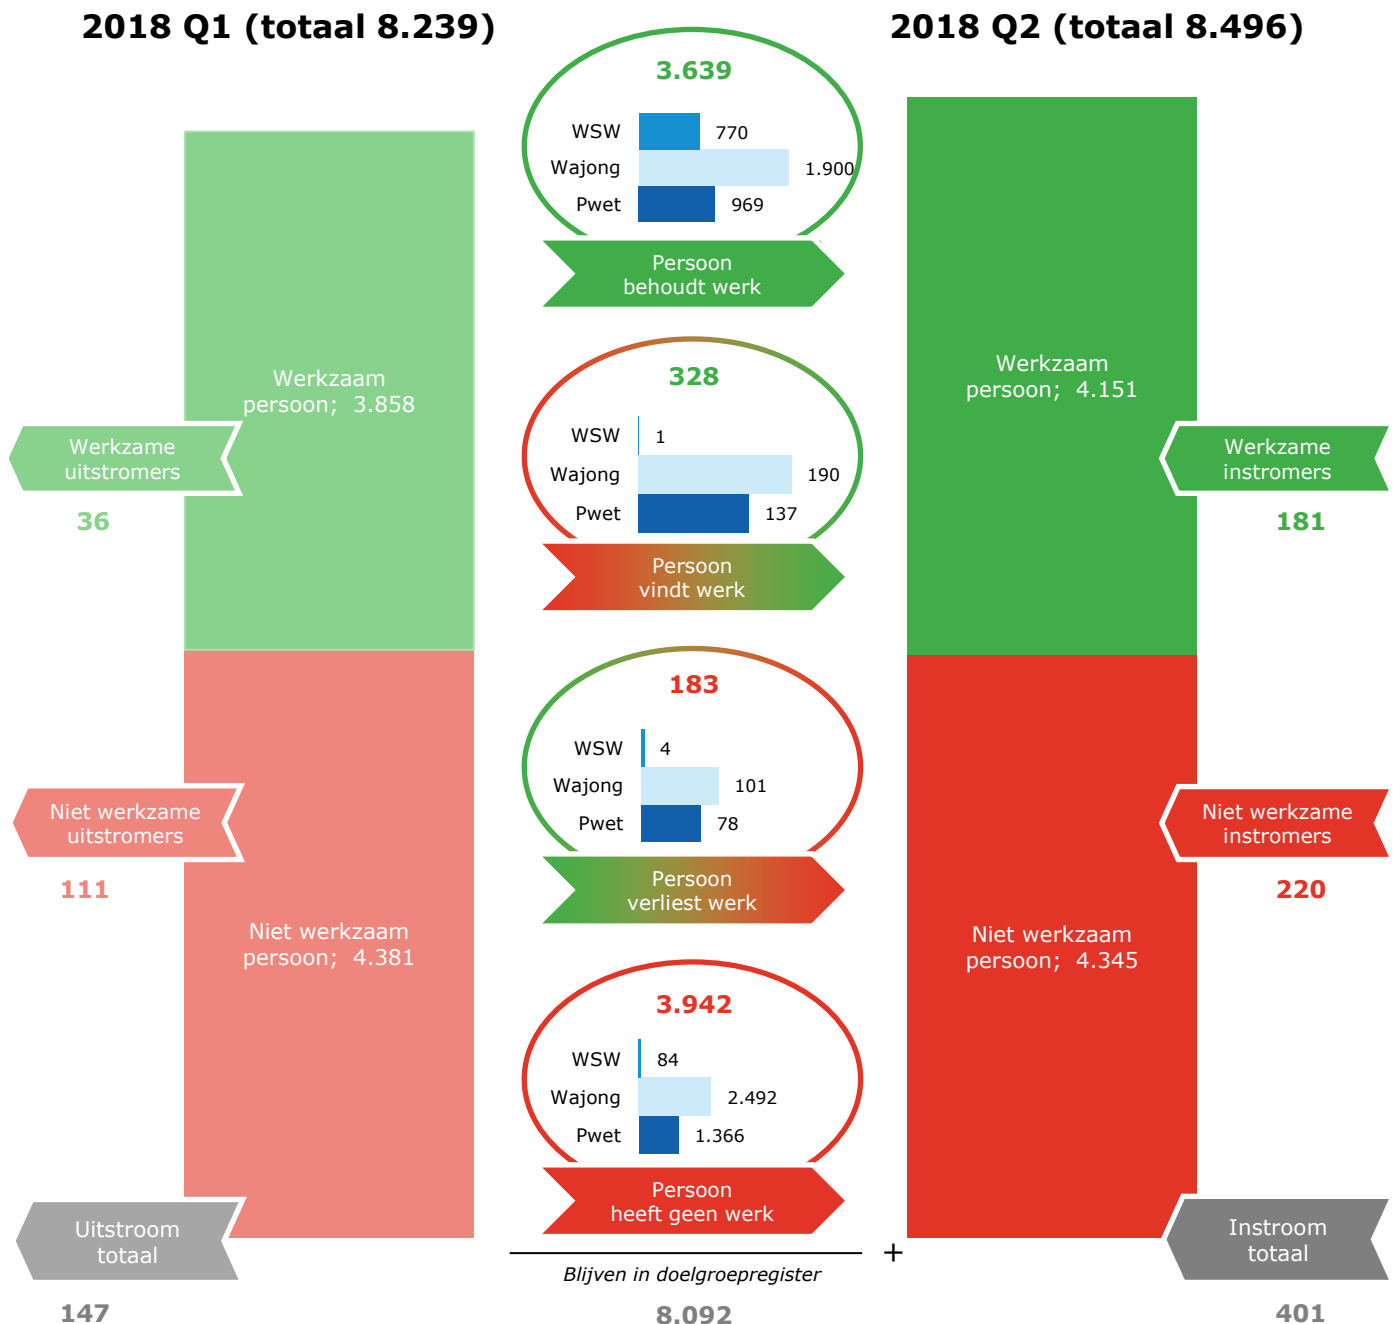 2018 Q1 (totaal 8.239)
2018 Q2 (totaal 8.496)
3.639
WSW 770
Wajong 1.900
Pwet 969
Persoon
behoudt werk
Werkzaam
persoon; 3.858
Werkzaam
persoon; 4.151
328
WSW 1
Wajong 190
Pwet 137
Persoon
vindt werk
Werkzame
uitstromers
36
Werkzame
instromers
181
183
WSW 4
Wajong 101
Pwet 78
Persoon
verliest werk
Niet werkzame
uitstromers
111
Niet werkzame
instromers
220
Niet werkzaam
persoon; 4.381
Niet werkzaam
persoon; 4.345
3.942
WSW 84
Wajong 2.492
Pwet 1.366
Persoon
heeft geen werk
Uitstroom
totaal
147
+
Blijven in doelgroepregister
8.092
Instroom
totaal
401